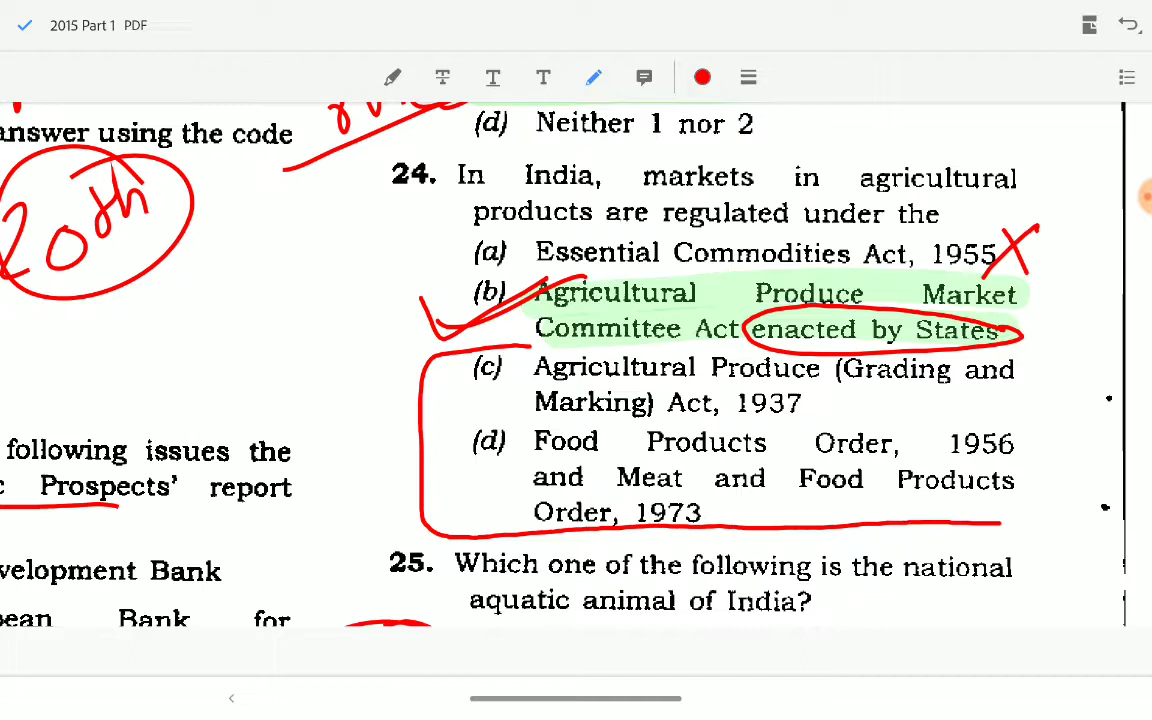 2015 Part 1 PDF
answer using the code
20th
following issues the
Prospects' report
velopment Bank
Bank for
(d) Neither 1 nor 2
24. In India, markets in agricultural
products are regulated under the
(a) Essential Commodities Act, 1955
(b) Agricultural Produce Market
Committee Act enacted by States
(c) Agricultural Produce (Grading and
Marking) Act, 1937
(d) Food Products Order, 1956
and Meat and Food Products
Order, 1973
25. Which one of the following is the national
aquatic animal of India?